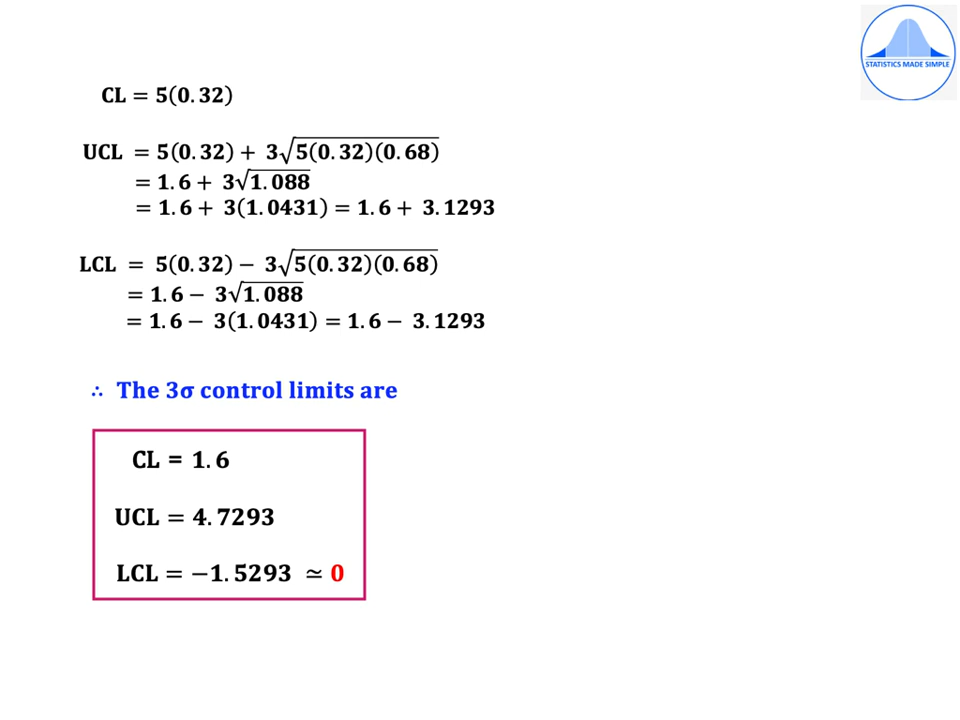 STATISTICS MADE SIMPLE
CL = 5(0.32)
UCL = 5(0.32) + 3√5(0.32)(0.68)
= 1.6 + 3√1.088
= 1.6 + 3(1.0431) = 1.6 + 3.1293
LCL = 5(0.32) − 3√5(0.32)(0.68)
= 1.6 − 3√1.088
= 1.6 − 3(1.0431) = 1.6 − 3.1293
∴ The 3σ control limits are
CL = 1.6
UCL = 4.7293
LCL = −1.5293 ≃ 0